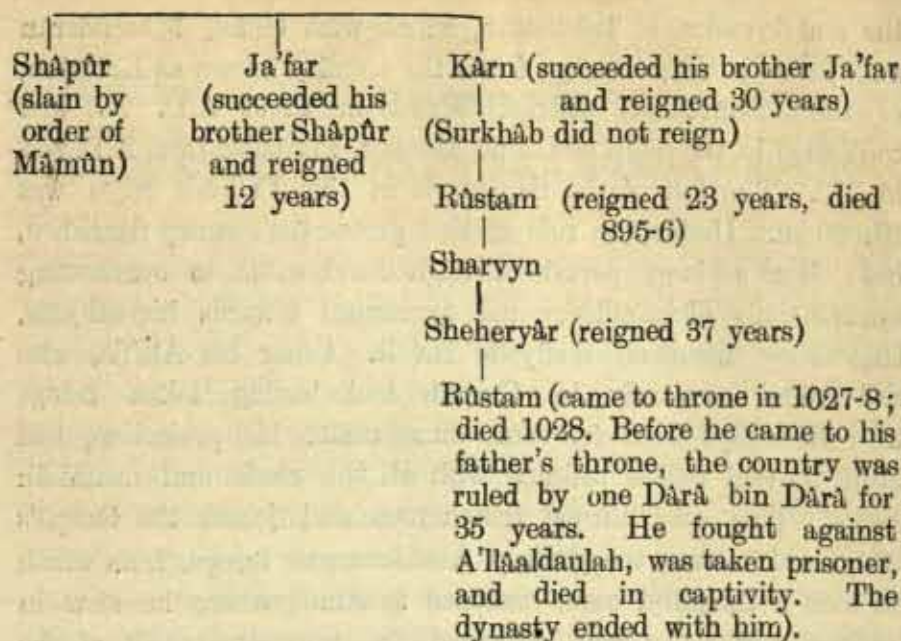 Shâpûr
(slain by
order of
Mâmûn)
Ja'far
(succeeded his
brother Shâpûr
and reigned
12 years)
Kârn (succeeded his brother Ja'far
and reigned 30 years)
(Surkhâb did not reign)
Rûstam (reigned 23 years, died
895-6)
Sharvyn
Sheheryâr (reigned 37 years)
Rûstam (came to throne in 1027-8;
died 1028. Before he came to his
father's throne, the country was
ruled by one Dàrà bin Dàrà for
35 years. He fought against
A'llâaldaulah, was taken prisoner,
and died in captivity. The
dynasty ended with him).